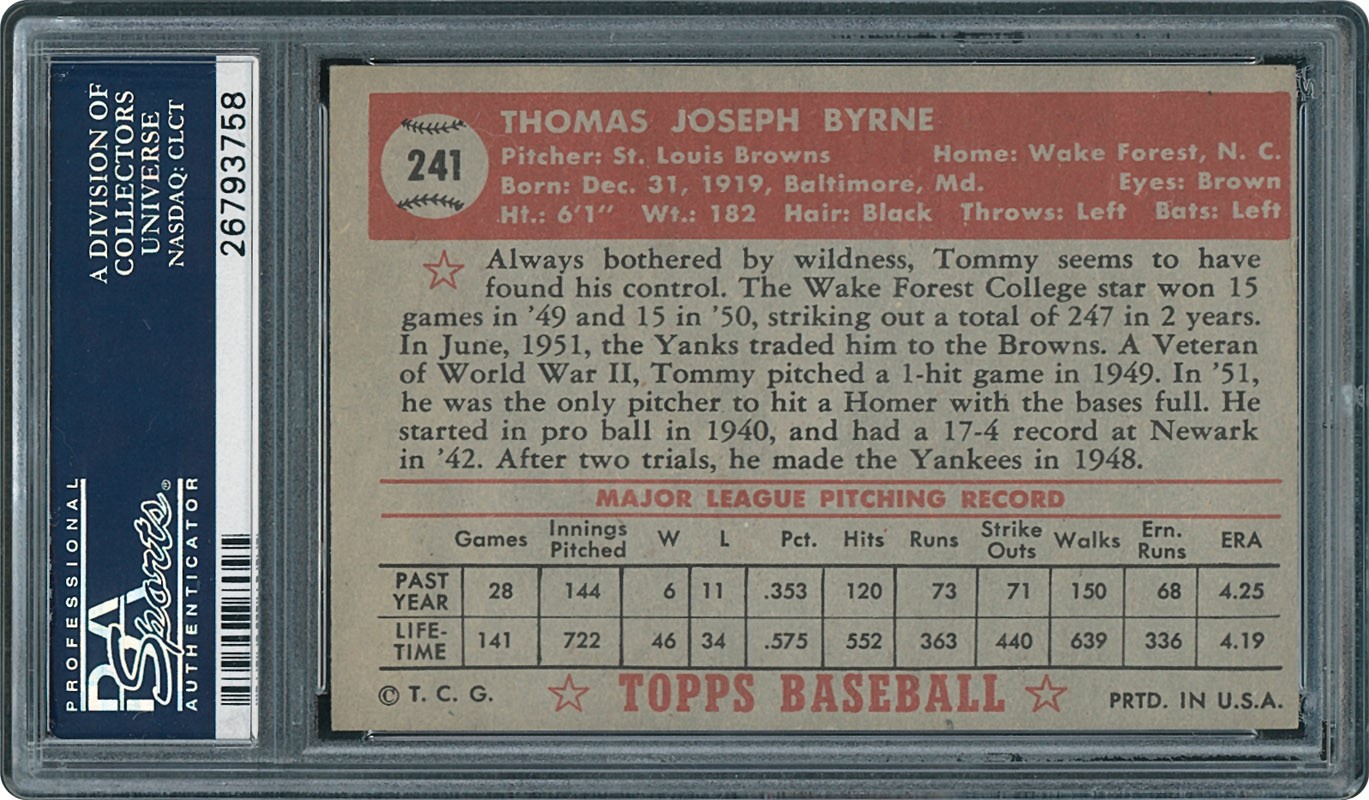 A DIVISION OF
COLLECTORS
UNIVERSE
NASDAQ: CLCT
26793758
PROFESSIONAL
PSA
Sports®
AUTHENTICATOR
241
THOMAS JOSEPH BYRNE
Pitcher: St. Louis Browns Home: Wake Forest, N. C.
Born: Dec. 31, 1919, Baltimore, Md. Eyes: Brown
Ht.: 6'1" Wt.: 182 Hair: Black Throws: Left Bats: Left
Always bothered by wildness, Tommy seems to have
found his control. The Wake Forest College star won 15
games in '49 and 15 in '50, striking out a total of 247 in 2 years.
In June, 1951, the Yanks traded him to the Browns. A Veteran
of World War II, Tommy pitched a 1-hit game in 1949. In '51,
he was the only pitcher to hit a Homer with the bases full. He
started in pro ball in 1940, and had a 17-4 record at Newark
in '42. After two trials, he made the Yankees in 1948.
MAJOR LEAGUE PITCHING RECORD
Games Innings Pitched W L Pct. Hits Runs Strike Outs Walks Ern. Runs ERA
PAST YEAR 28 144 6 11 .353 120 73 71 150 68 4.25
LIFE-TIME 141 722 46 34 .575 552 363 440 639 336 4.19
© T. C. G. TOPPS BASEBALL PRTD. IN U.S.A.